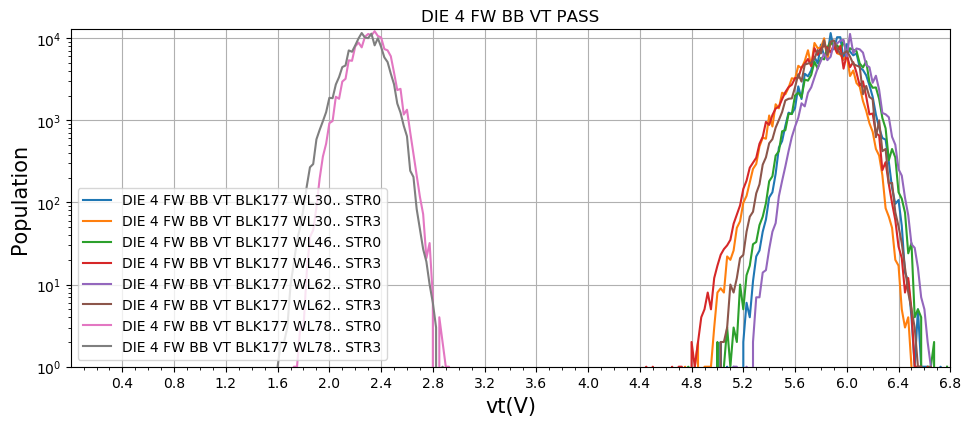 DIE 4 FW BB VT PASS
Population
10⁴
10³
10²
10¹
10⁰
DIE 4 FW BB VT BLK177 WL30.. STR0
DIE 4 FW BB VT BLK177 WL30.. STR3
DIE 4 FW BB VT BLK177 WL46.. STR0
DIE 4 FW BB VT BLK177 WL46.. STR3
DIE 4 FW BB VT BLK177 WL62.. STR0
DIE 4 FW BB VT BLK177 WL62.. STR3
DIE 4 FW BB VT BLK177 WL78.. STR0
DIE 4 FW BB VT BLK177 WL78.. STR3
0.4 0.8 1.2 1.6 2.0 2.4 2.8 3.2 3.6 4.0 4.4 4.8 5.2 5.6 6.0 6.4 6.8
vt(V)